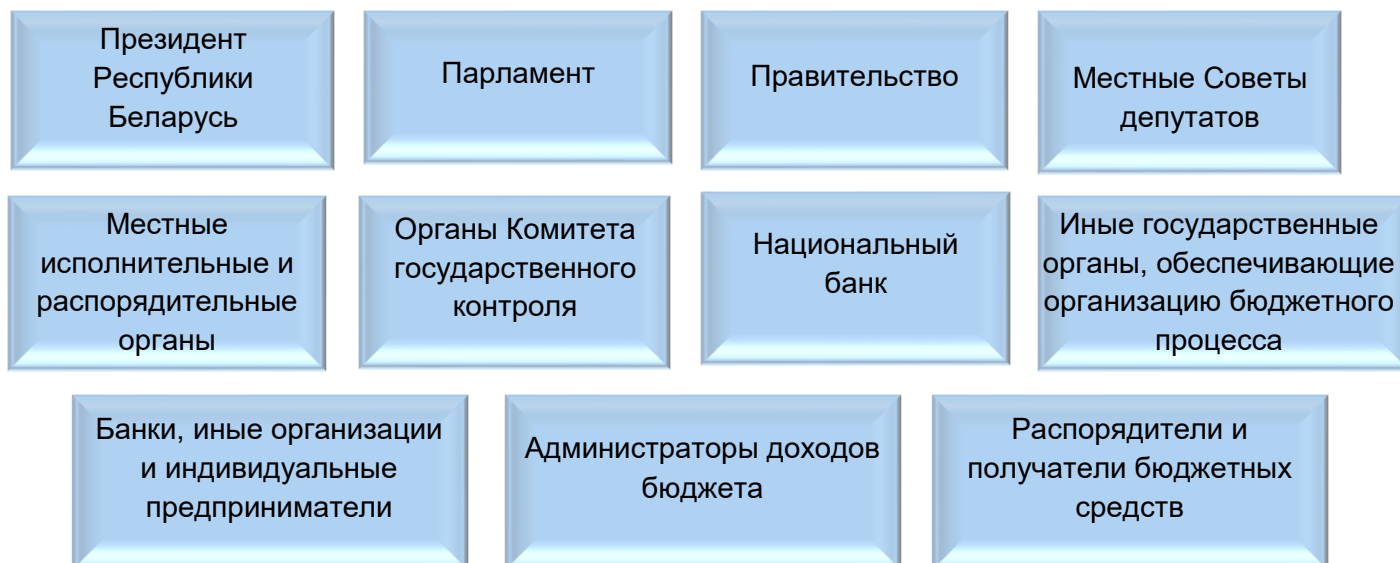 Президент
Республики
Беларусь
Парламент
Правительство
Местные Советы
депутатов
Местные
исполнительные и
распорядительные
органы
Органы Комитета
государственного
контроля
Национальный
банк
Иные государственные
органы, обеспечивающие
организацию бюджетного
процесса
Банки, иные организации
и индивидуальные
предприниматели
Администраторы доходов
бюджета
Распорядители и
получатели бюджетных
средств